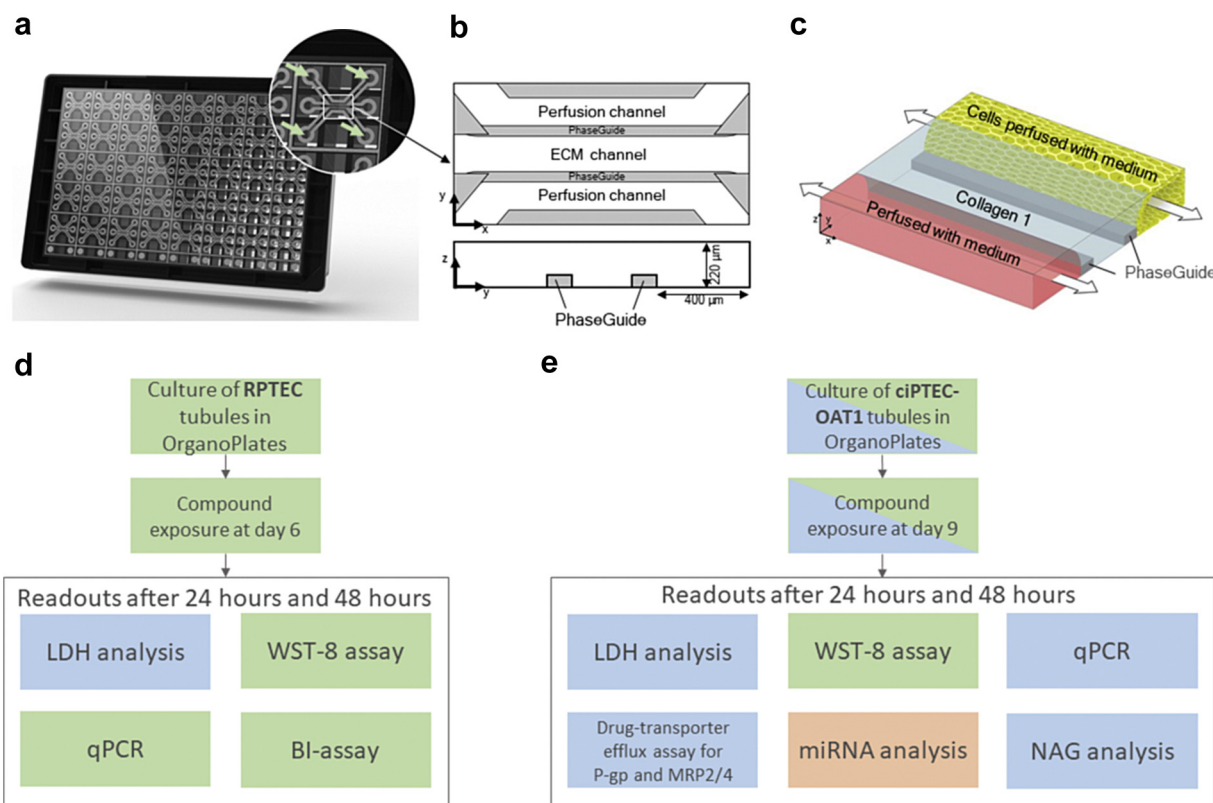 a
b
c
Perfusion channel
PhaseGuide
ECM channel
PhaseGuide
Perfusion channel
y
x
z
y
220 µm
400 µm
PhaseGuide
Cells perfused with medium
Collagen 1
Perfused with medium
z
y
x
PhaseGuide
d
Culture of RPTEC
tubules in
OrganoPlates
Compound
exposure at day 6
Readouts after 24 hours and 48 hours
LDH analysis
WST-8 assay
qPCR
BI-assay
e
Culture of ciPTEC-
OAT1 tubules in
OrganoPlates
Compound
exposure at day 9
Readouts after 24 hours and 48 hours
LDH analysis
WST-8 assay
qPCR
Drug-transporter
efflux assay for
P-gp and MRP2/4
miRNA analysis
NAG analysis